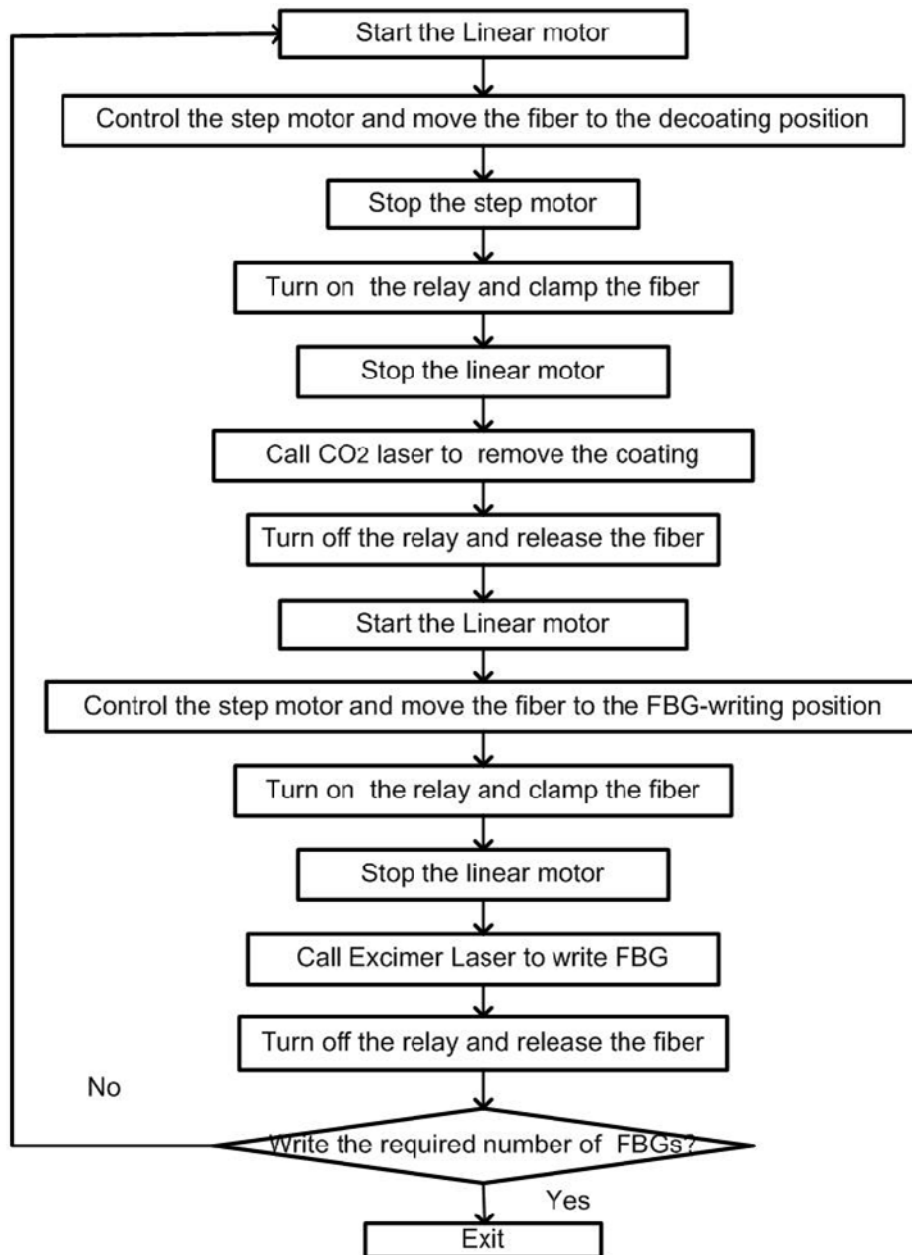 Start the Linear motor
Control the step motor and move the fiber to the decoating position
Stop the step motor
Turn on the relay and clamp the fiber
Stop the linear motor
Call CO2 laser to remove the coating
Turn off the relay and release the fiber
Start the Linear motor
Control the step motor and move the fiber to the FBG-writing position
Turn on the relay and clamp the fiber
Stop the linear motor
Call Excimer Laser to write FBG
Turn off the relay and release the fiber
No
Write the required number of FBGs?
Yes
Exit